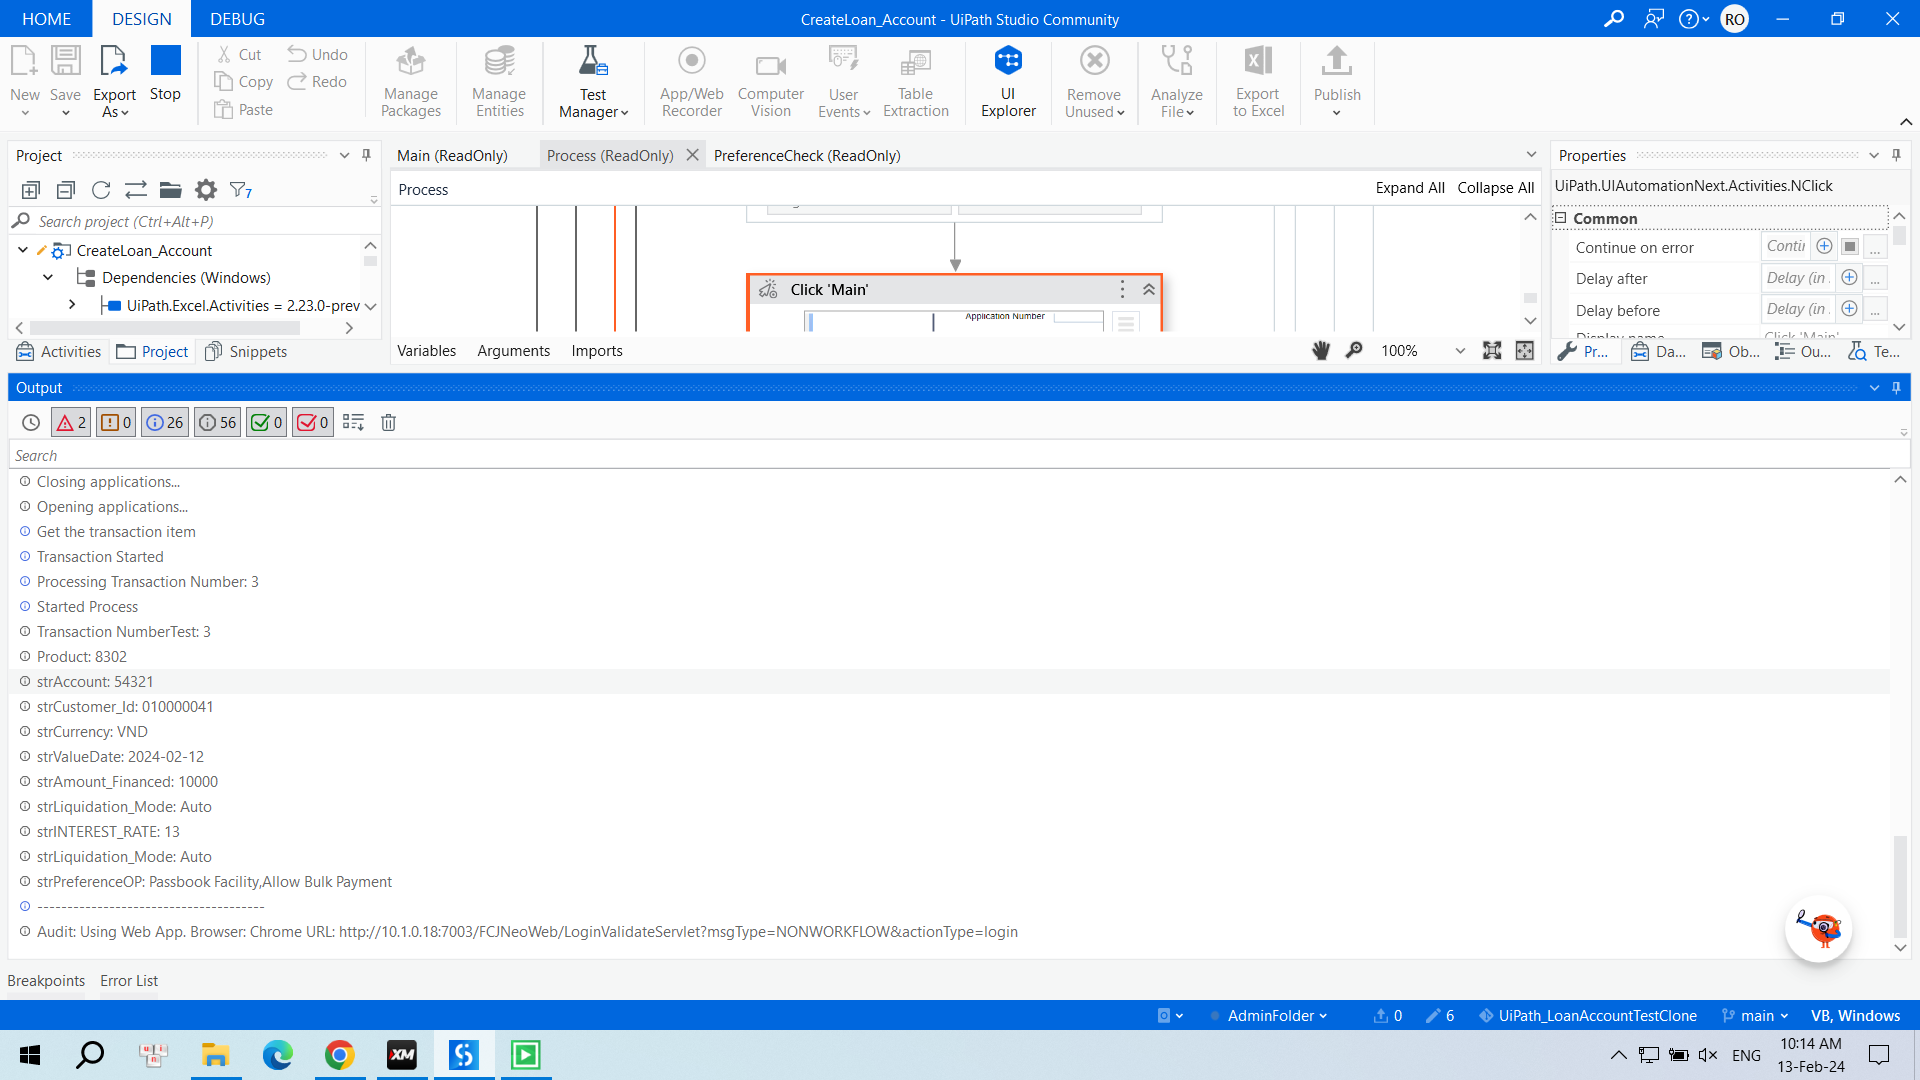 HOME DESIGN DEBUG CreateLoan_Account - UiPath Studio Community RO
New Save Export As Stop Cut Copy Paste Undo Redo Manage Packages Manage Entities Test Manager App/Web Recorder Computer Vision User Events Table Extraction UI Explorer Remove Unused Analyze File Export to Excel Publish
Project
7
Search project (Ctrl+Alt+P)
CreateLoan_Account
Dependencies (Windows)
UiPath.Excel.Activities = 2.23.0-prev
Activities Project Snippets
Main (ReadOnly) Process (ReadOnly) PreferenceCheck (ReadOnly)
Process Expand All Collapse All
Click 'Main'
Application Number
Variables Arguments Imports 100%
Properties
UiPath.UIAutomationNext.Activities.NClick
Common
Continue on error Contin ...
Delay after Delay (in ...
Delay before Delay (in ...
Display name Click 'Main'
Pr... Da... Ob... Ou... Te...
Output
2 0 26 56 0 0
Search
Closing applications...
Opening applications...
Get the transaction item
Transaction Started
Processing Transaction Number: 3
Started Process
Transaction NumberTest: 3
Product: 8302
strAccount: 54321
strCustomer_Id: 010000041
strCurrency: VND
strValueDate: 2024-02-12
strAmount_Financed: 10000
strLiquidation_Mode: Auto
strINTEREST_RATE: 13
strLiquidation_Mode: Auto
strPreferenceOP: Passbook Facility,Allow Bulk Payment
--------------------------------------
Audit: Using Web App. Browser: Chrome URL: http://10.1.0.18:7003/FCJNeoWeb/LoginValidateServlet?msgType=NONWORKFLOW&actionType=login
Breakpoints Error List
AdminFolder 0 6 UiPath_LoanAccountTestClone main VB, Windows
XM ENG 10:14 AM
13-Feb-24